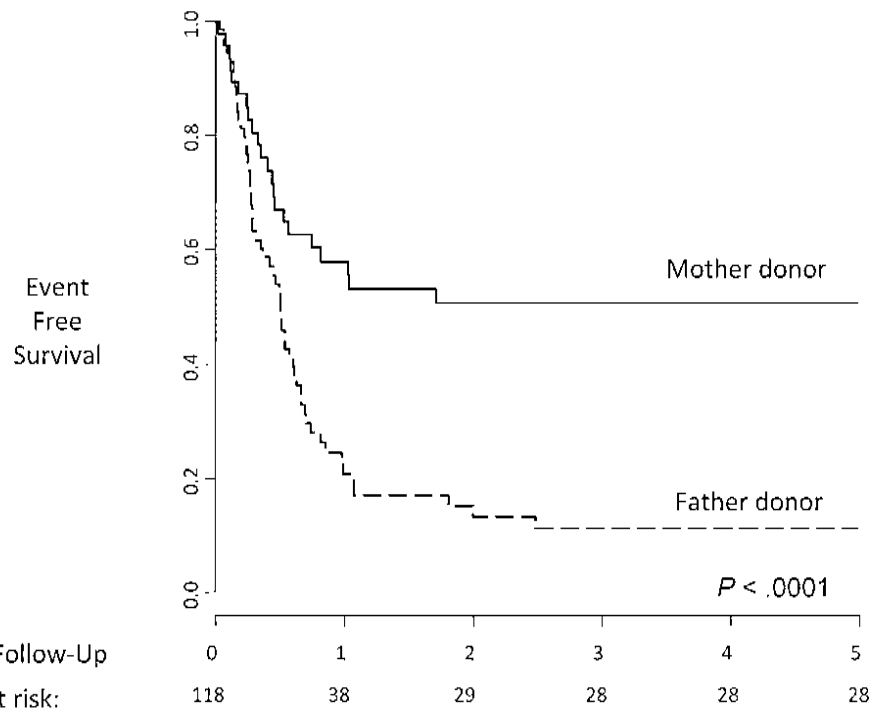 1.0
0.8
0.6
0.4
0.2
0.0
Event
Free
Survival
Mother donor
Father donor
P < .0001
Follow-Up 0 1 2 3 4 5
t risk: 118 38 29 28 28 28